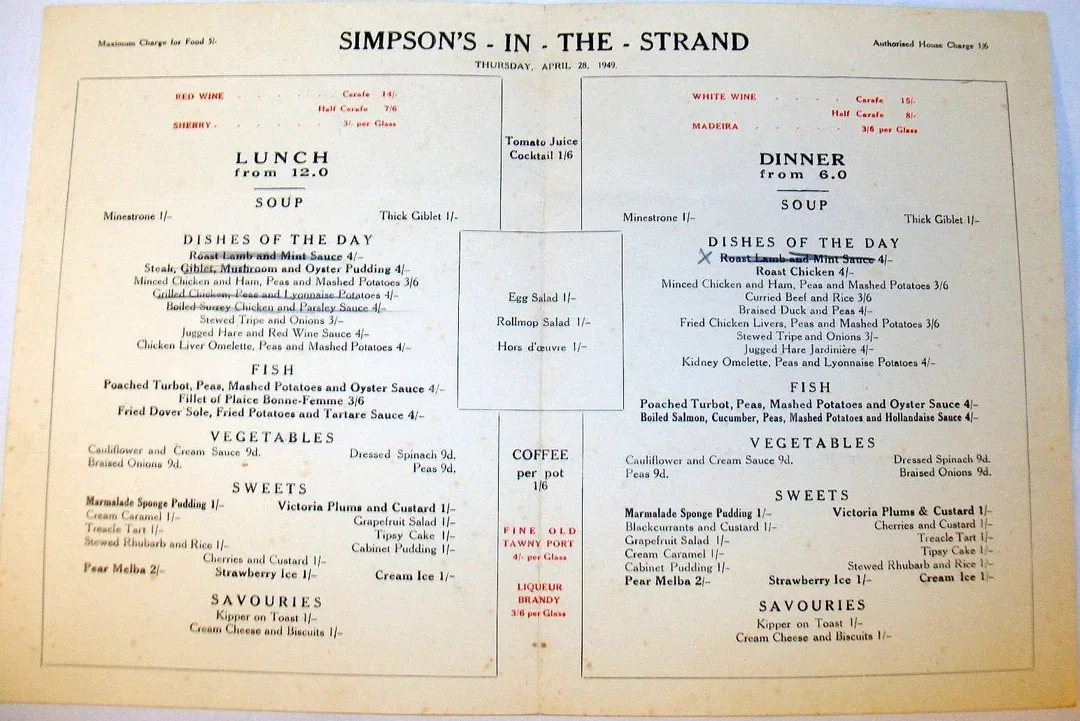 Maximum Charge for Food 5/-
SIMPSON'S - IN - THE - STRAND
Authorised House Charge 1/6
THURSDAY, APRIL 28, 1949.
RED WINE . . . . . Carafe 14/-
Half Carafe 7/6
SHERRY . . . . . . 3/- per Glass
LUNCH
from 12.0
SOUP
Minestrone 1/- Thick Giblet 1/-
DISHES OF THE DAY
Roast Lamb and Mint Sauce 4/-
Steak, Giblet, Mushroom and Oyster Pudding 4/-
Minced Chicken and Ham, Peas and Mashed Potatoes 3/6
Grilled Chicken, Peas and Lyonnaise Potatoes 4/-
Boiled Surrey Chicken and Parsley Sauce 4/-
Stewed Tripe and Onions 3/-
Jugged Hare and Red Wine Sauce 4/-
Chicken Liver Omelette, Peas and Mashed Potatoes 4/-
FISH
Poached Turbot, Peas, Mashed Potatoes and Oyster Sauce 4/-
Fillet of Plaice Bonne-Femme 3/6
Fried Dover Sole, Fried Potatoes and Tartare Sauce 4/-
VEGETABLES
Cauliflower and Cream Sauce 9d. Dressed Spinach 9d.
Braised Onions 9d. Peas 9d.
SWEETS
Marmalade Sponge Pudding 1/- Victoria Plums and Custard 1/-
Cream Caramel 1/- Grapefruit Salad 1/-
Treacle Tart 1/- Tipsy Cake 1/-
Stewed Rhubarb and Rice 1/- Cabinet Pudding 1/-
Cherries and Custard 1/-
Pear Melba 2/- Strawberry Ice 1/- Cream Ice 1/-
SAVOURIES
Kipper on Toast 1/-
Cream Cheese and Biscuits 1/-
Tomato Juice
Cocktail 1/6
Egg Salad 1/-
Rollmop Salad 1/-
Hors d'œuvre 1/-
COFFEE
per pot
1/6
FINE OLD
TAWNY PORT
4/- per Glass
LIQUEUR
BRANDY
3/6 per Glass
WHITE WINE . . . . Carafe 15/-
Half Carafe 8/-
MADEIRA . . . . . 3/6 per Glass
DINNER
from 6.0
SOUP
Minestrone 1/- Thick Giblet 1/-
DISHES OF THE DAY
X Roast Lamb and Mint Sauce 4/-
Roast Chicken 4/-
Minced Chicken and Ham, Peas and Mashed Potatoes 3/6
Curried Beef and Rice 3/6
Braised Duck and Peas 4/-
Fried Chicken Livers, Peas and Mashed Potatoes 3/6
Stewed Tripe and Onions 3/-
Jugged Hare Jardinière 4/-
Kidney Omelette, Peas and Lyonnaise Potatoes 4/-
FISH
Poached Turbot, Peas, Mashed Potatoes and Oyster Sauce 4/-
Boiled Salmon, Cucumber, Peas, Mashed Potatoes and Hollandaise Sauce 4/-
VEGETABLES
Cauliflower and Cream Sauce 9d. Dressed Spinach 9d.
Peas 9d. Braised Onions 9d.
SWEETS
Marmalade Sponge Pudding 1/- Victoria Plums & Custard 1/-
Blackcurrants and Custard 1/- Cherries and Custard 1/-
Grapefruit Salad 1/- Treacle Tart 1/-
Cream Caramel 1/- Tipsy Cake 1/-
Cabinet Pudding 1/- Stewed Rhubarb and Rice 1/-
Pear Melba 2/- Strawberry Ice 1/- Cream Ice 1/-
SAVOURIES
Kipper on Toast 1/-
Cream Cheese and Biscuits 1/-